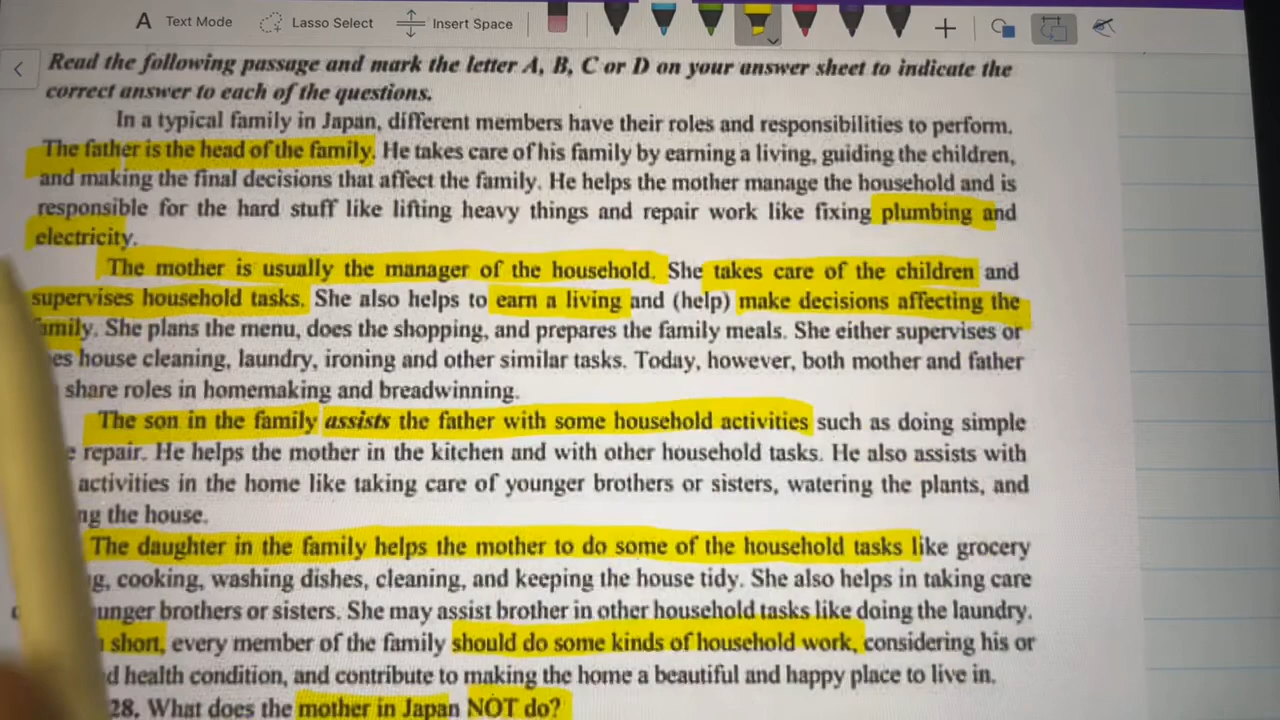 A Text Mode Lasso Select Insert Space
Read the following passage and mark the letter A, B, C or D on your answer sheet to indicate the
correct answer to each of the questions.
In a typical family in Japan, different members have their roles and responsibilities to perform.
The father is the head of the family. He takes care of his family by earning a living, guiding the children,
and making the final decisions that affect the family. He helps the mother manage the household and is
responsible for the hard stuff like lifting heavy things and repair work like fixing plumbing and
electricity.
The mother is usually the manager of the household. She takes care of the children and
supervises household tasks. She also helps to earn a living and (help) make decisions affecting the
family. She plans the menu, does the shopping, and prepares the family meals. She either supervises or
house cleaning, laundry, ironing and other similar tasks. Today, however, both mother and father
share roles in homemaking and breadwinning.
The son in the family assists the father with some household activities such as doing simple
repair. He helps the mother in the kitchen and with other household tasks. He also assists with
activities in the home like taking care of younger brothers or sisters, watering the plants, and
the house.
The daughter in the family helps the mother to do some of the household tasks like grocery
cooking, washing dishes, cleaning, and keeping the house tidy. She also helps in taking care
brothers or sisters. She may assist brother in other household tasks like doing the laundry.
short, every member of the family should do some kinds of household work, considering his or
health condition, and contribute to making the home a beautiful and happy place to live in.
28. What does the mother in Japan NOT do?